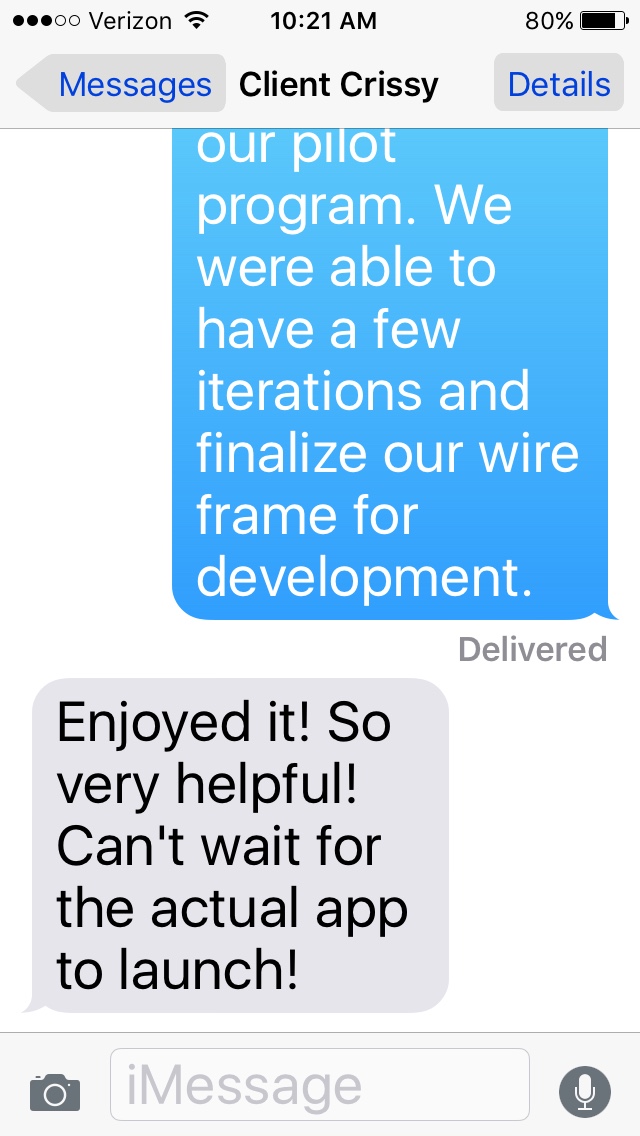 Verizon 10:21 AM 80%
Messages Client Crissy Details
our pilot
program. We
were able to
have a few
iterations and
finalize our wire
frame for
development.
Delivered
Enjoyed it! So
very helpful!
Can't wait for
the actual app
to launch!
iMessage